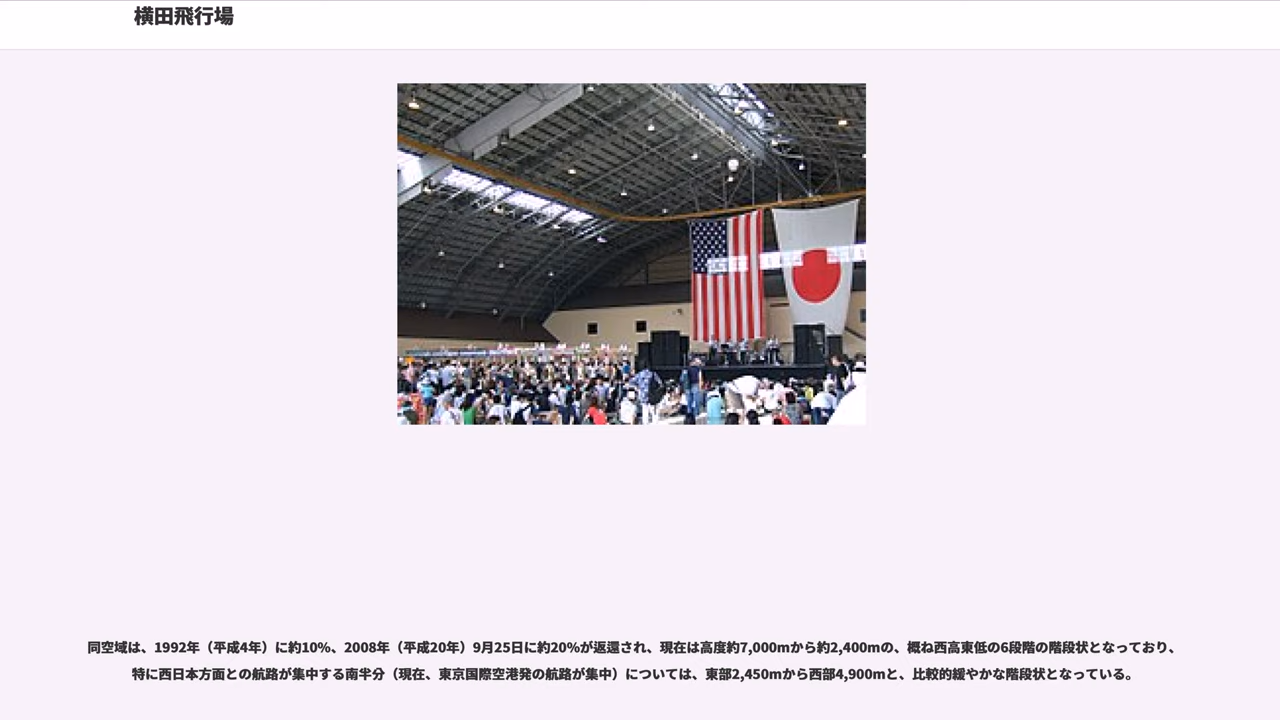 横田飛行場
同空域は、1992年（平成4年）に約10%、2008年（平成20年）9月25日に約20%が返還され、現在は高度約7,000mから約2,400mの、概ね西高東低の6段階の階段状となっており、
特に西日本方面との航路が集中する南半分（現在、東京国際空港発の航路が集中）については、東部2,450mから西部4,900mと、比較的緩やかな階段状となっている。